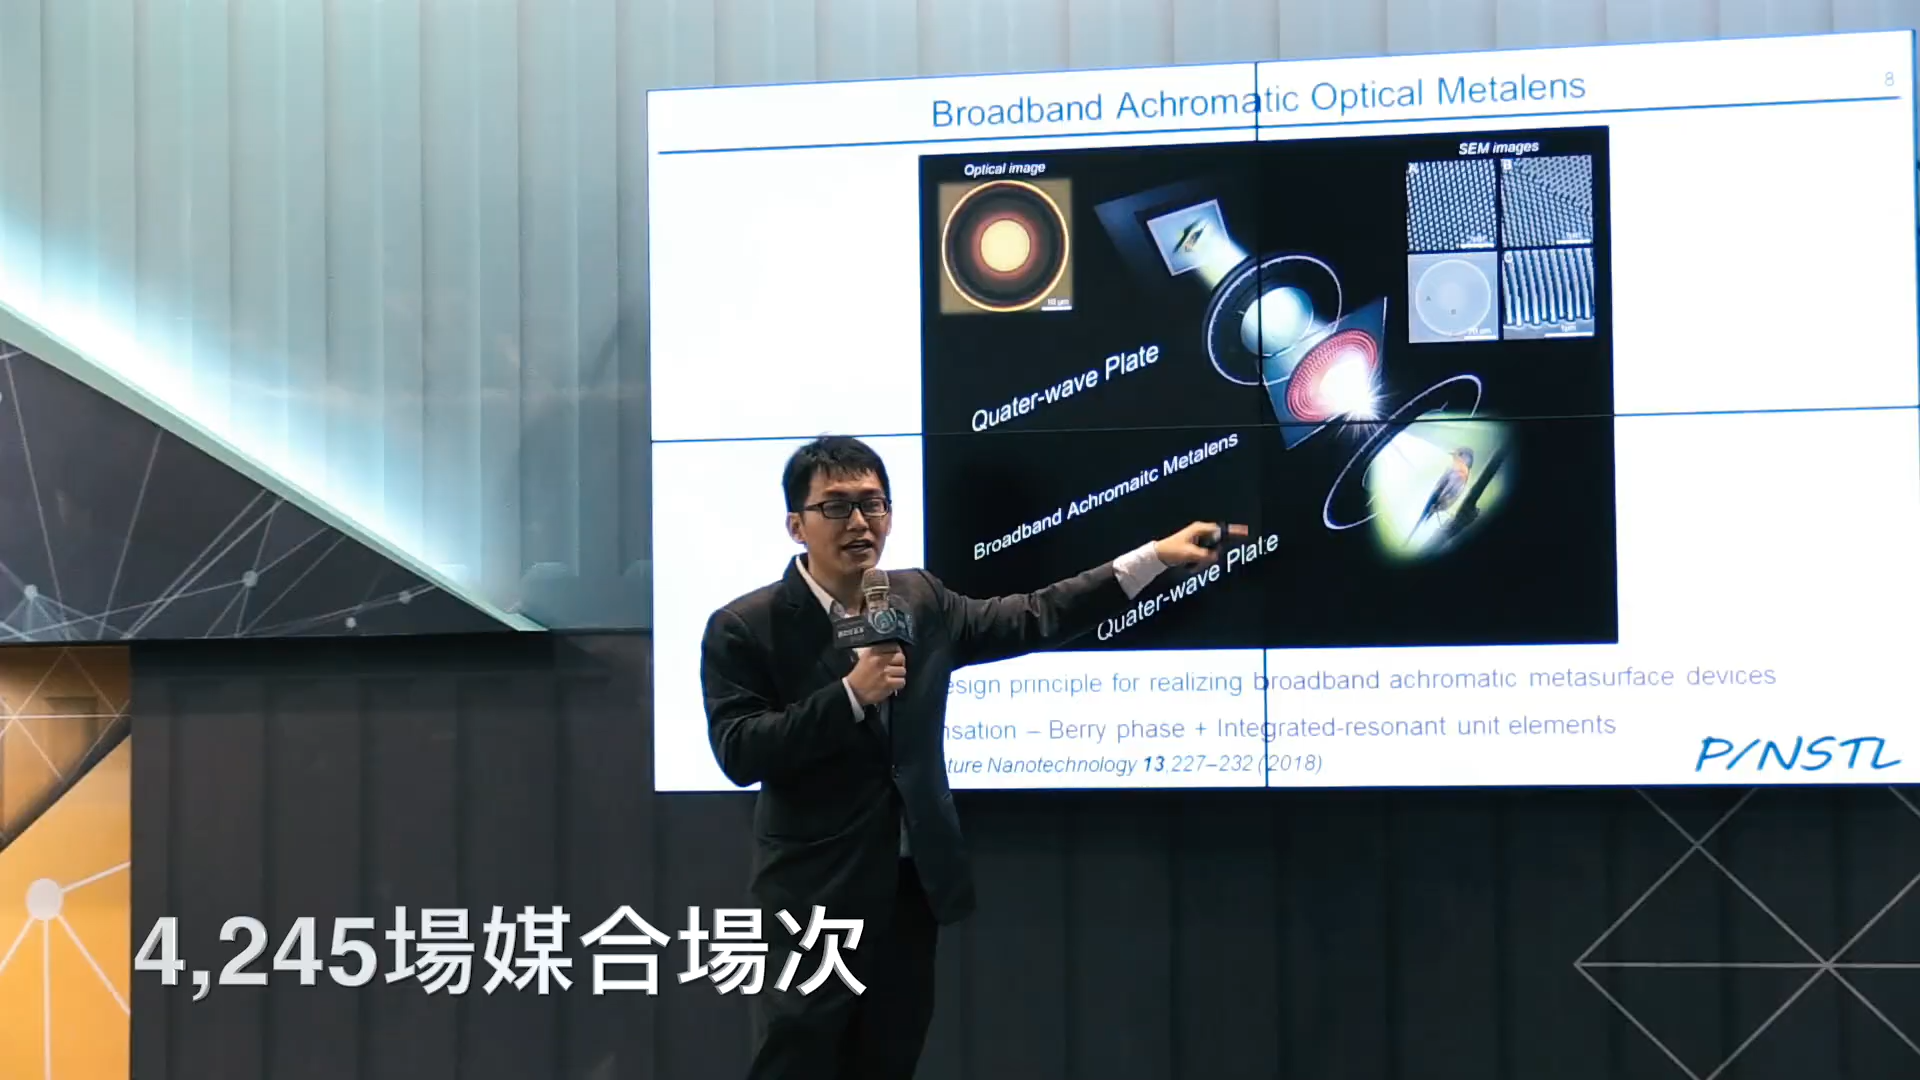 Broadband Achromatic Optical Metalens
8
Optical image
SEM images
A
B
C
Quater-wave Plate
Broadband Achromaitc Metalens
Quater-wave Plate
esign principle for realizing broadband achromatic metasurface devices
nsation – Berry phase + Integrated-resonant unit elements
ture Nanotechnology 13,227–232 (2018)
P/NSTL
4,245場媒合場次